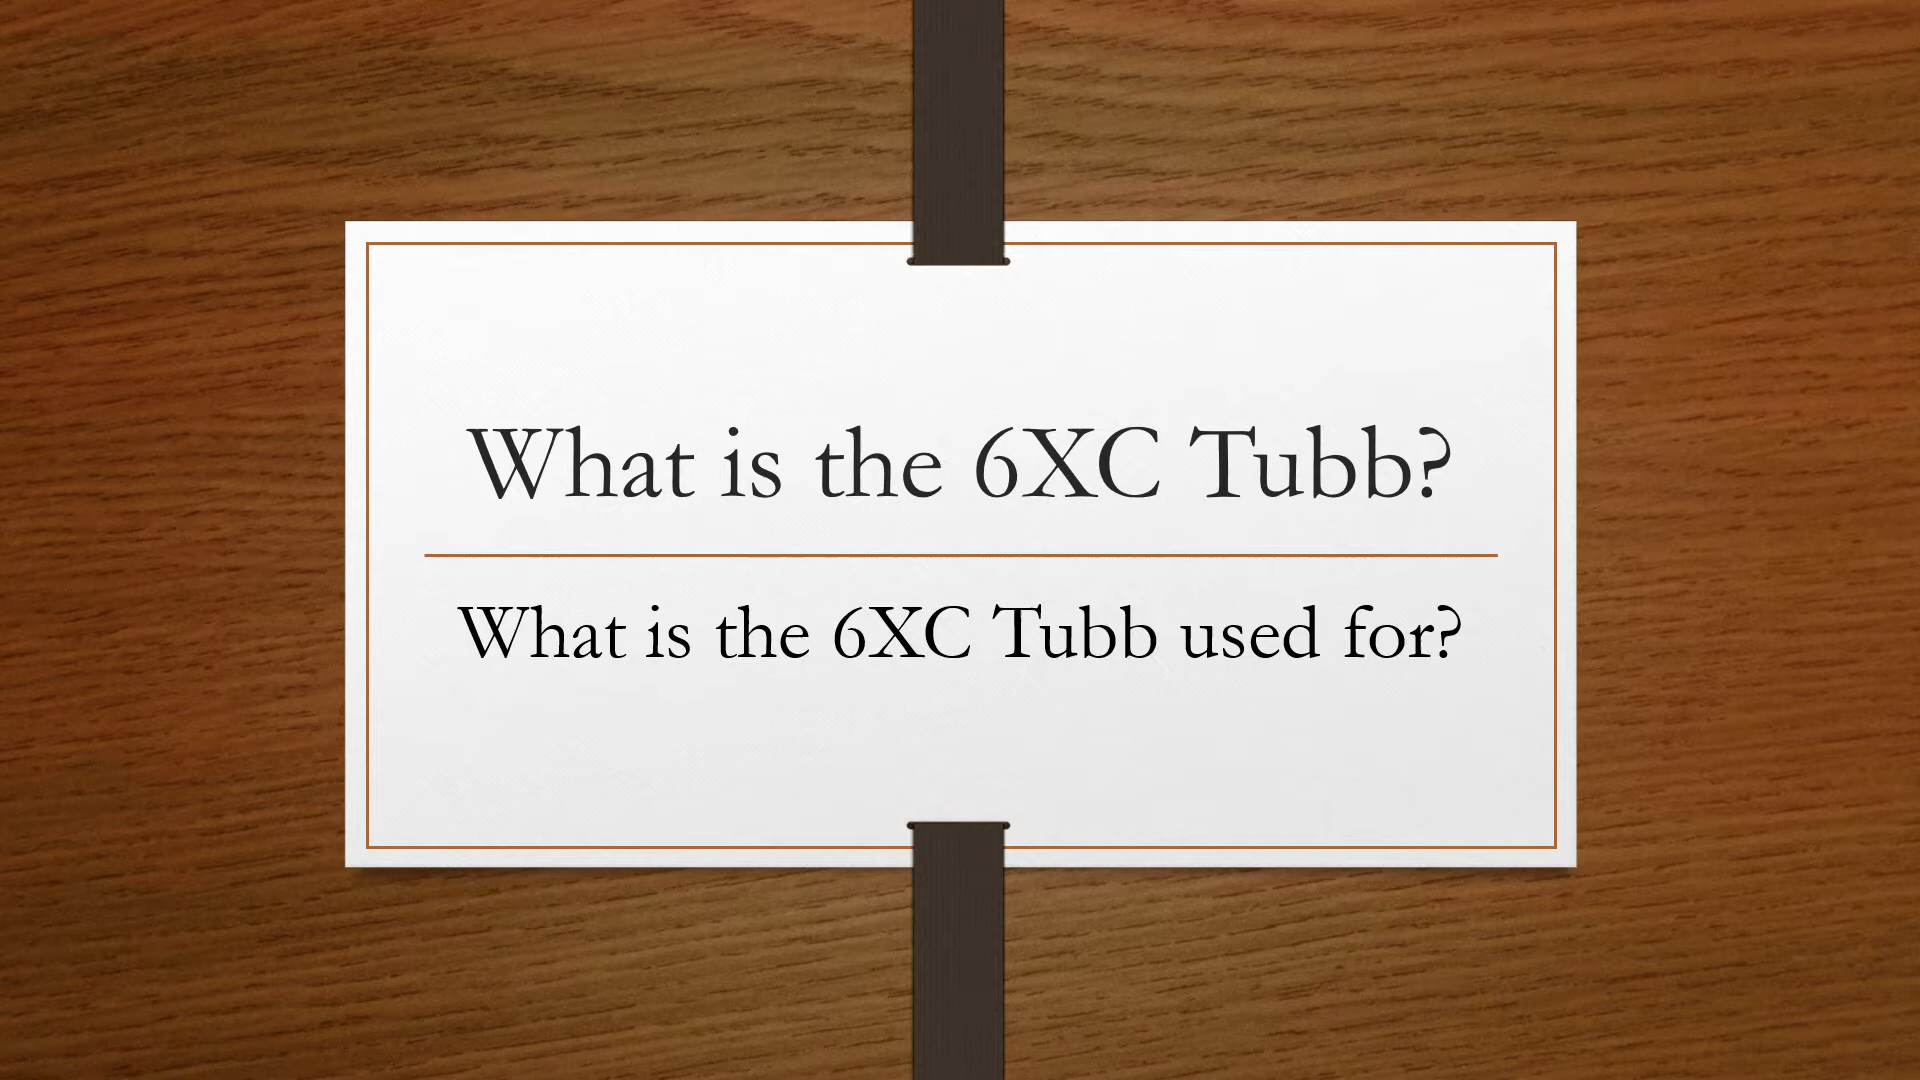 What is the 6XC Tubb?
What is the 6XC Tubb used for?